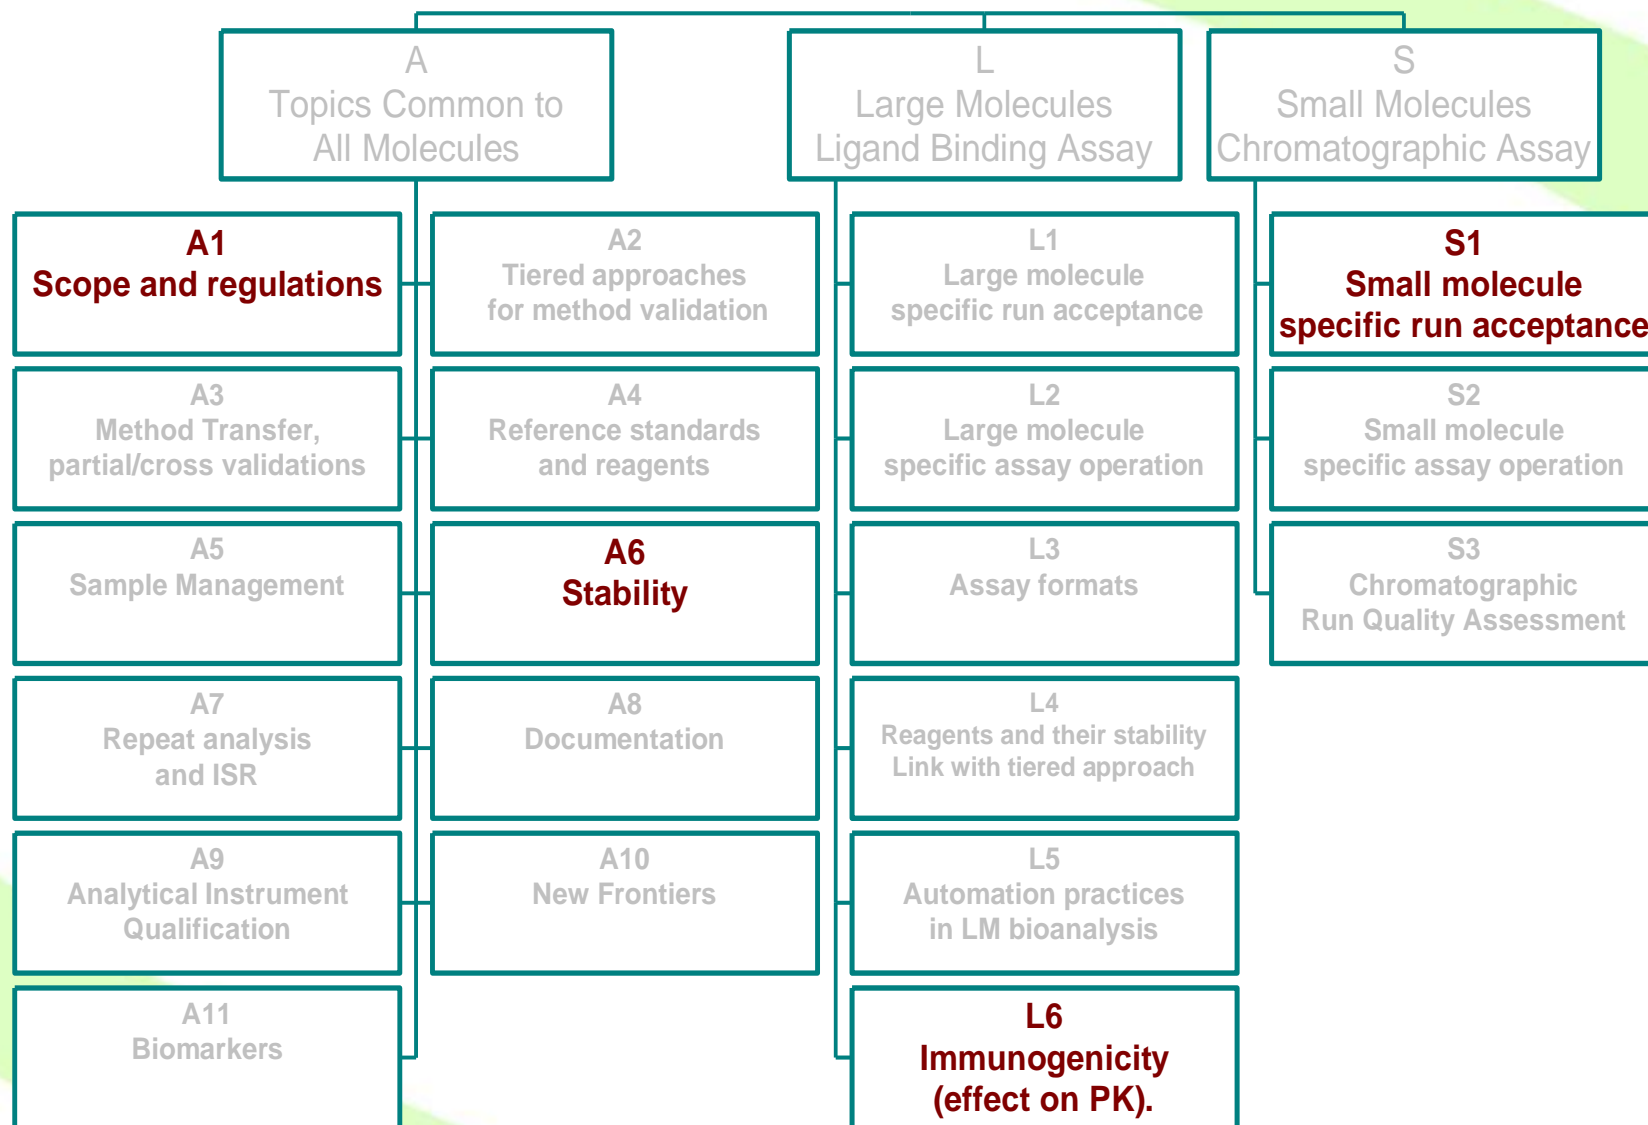 A
Topics Common to
All Molecules
L
Large Molecules
Ligand Binding Assay
S
Small Molecules
Chromatographic Assay
A1
Scope and regulations
A2
Tiered approaches
for method validation
L1
Large molecule
specific run acceptance
S1
Small molecule
specific run acceptance
A3
Method Transfer,
partial/cross validations
A4
Reference standards
and reagents
L2
Large molecule
specific assay operation
S2
Small molecule
specific assay operation
A5
Sample Management
A6
Stability
L3
Assay formats
S3
Chromatographic
Run Quality Assessment
A7
Repeat analysis
and ISR
A8
Documentation
L4
Reagents and their stability
Link with tiered approach
A9
Analytical Instrument
Qualification
A10
New Frontiers
L5
Automation practices
in LM bioanalysis
A11
Biomarkers
L6
Immunogenicity
(effect on PK).